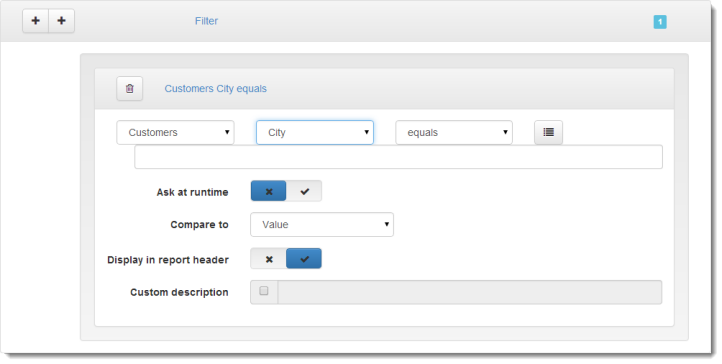 Filter 1
Customers City equals
Customers City equals
Ask at runtime
Compare to Value
Display in report header
Custom description